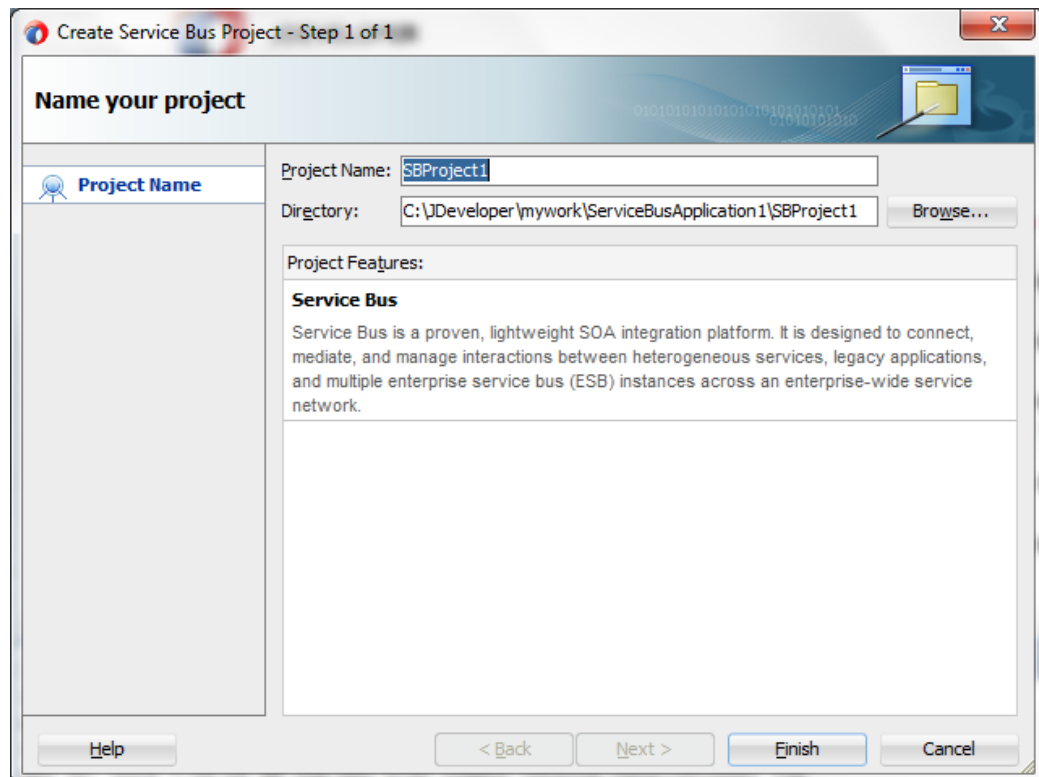 Create Service Bus Project - Step 1 of 1
Name your project
Project Name
Project Name: SBProject1
Directory: C:\JDeveloper\mywork\ServiceBusApplication1\SBProject1 Browse...
Project Features:
Service Bus
Service Bus is a proven, lightweight SOA integration platform. It is designed to connect,
mediate, and manage interactions between heterogeneous services, legacy applications,
and multiple enterprise service bus (ESB) instances across an enterprise-wide service
network.
Help < Back Next > Finish Cancel